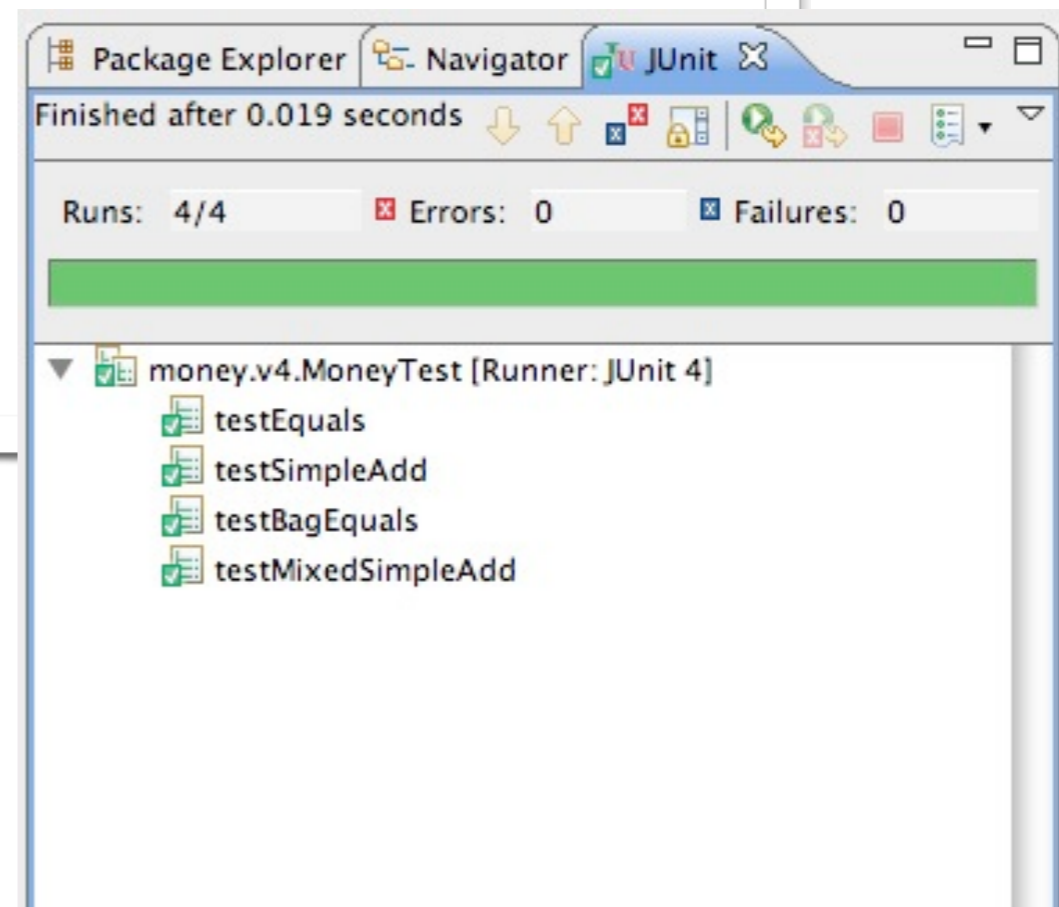 Package Explorer Navigator JU JUnit
Finished after 0.019 seconds
Runs: 4/4 Errors: 0 Failures: 0
money.v4.MoneyTest [Runner: JUnit 4]
testEquals
testSimpleAdd
testBagEquals
testMixedSimpleAdd